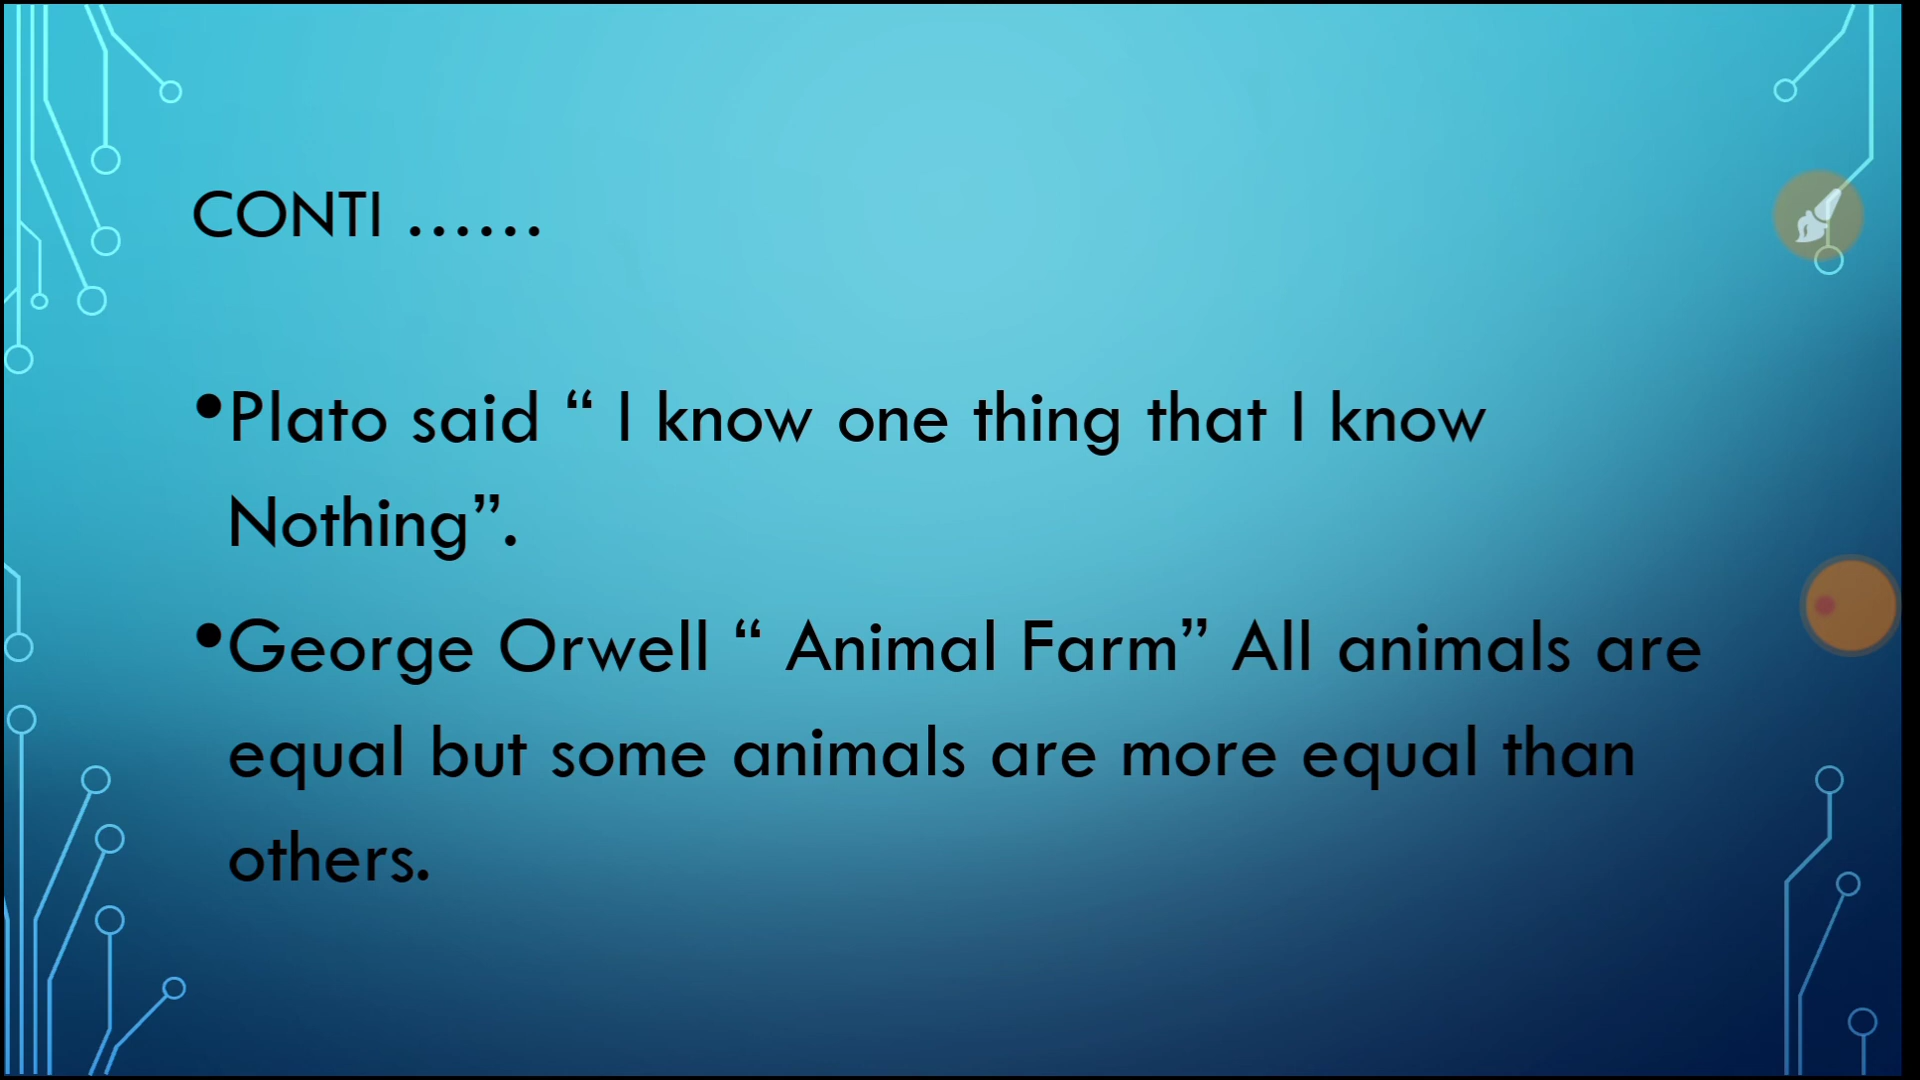 CONTI ......
•Plato said “ I know one thing that I know
Nothing”.
•George Orwell “ Animal Farm” All animals are
equal but some animals are more equal than
others.